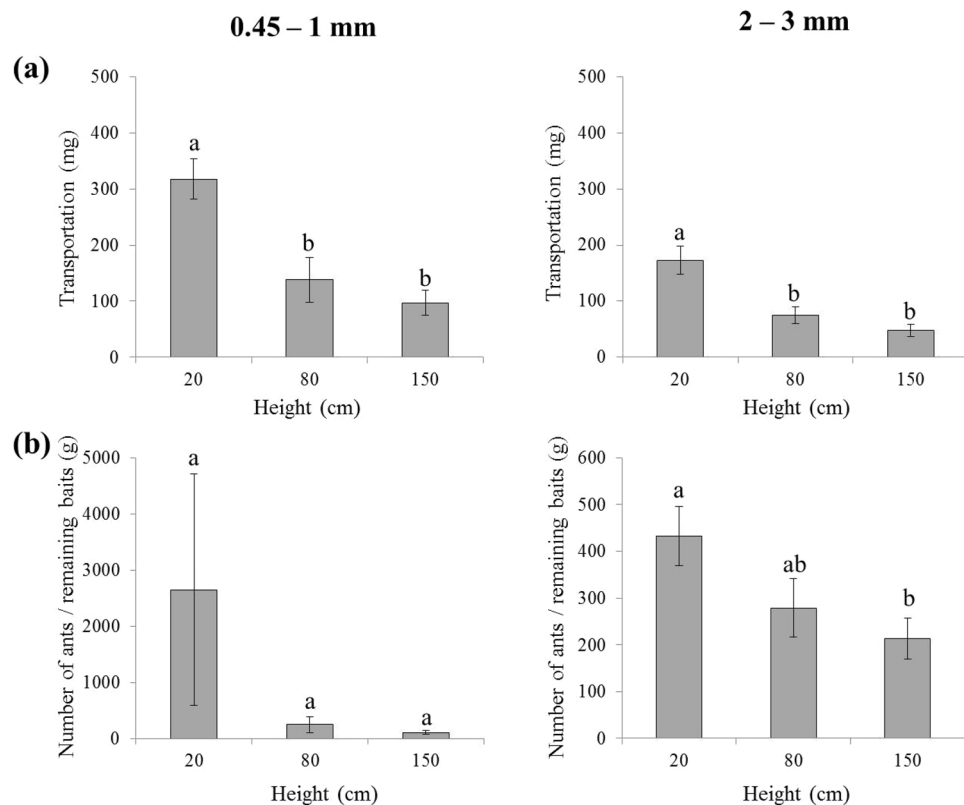 0.45 – 1 mm
2 – 3 mm
(a)
Transportation (mg)
500
400
300
200
100
0
a
b
b
20
80
150
Height (cm)
Transportation (mg)
500
400
300
200
100
0
a
b
b
20
80
150
Height (cm)
(b)
Number of ants / remaining baits (g)
5000
4000
3000
2000
1000
0
a
a
a
20
80
150
Height (cm)
Number of ants / remaining baits (g)
600
500
400
300
200
100
0
a
ab
b
20
80
150
Height (cm)